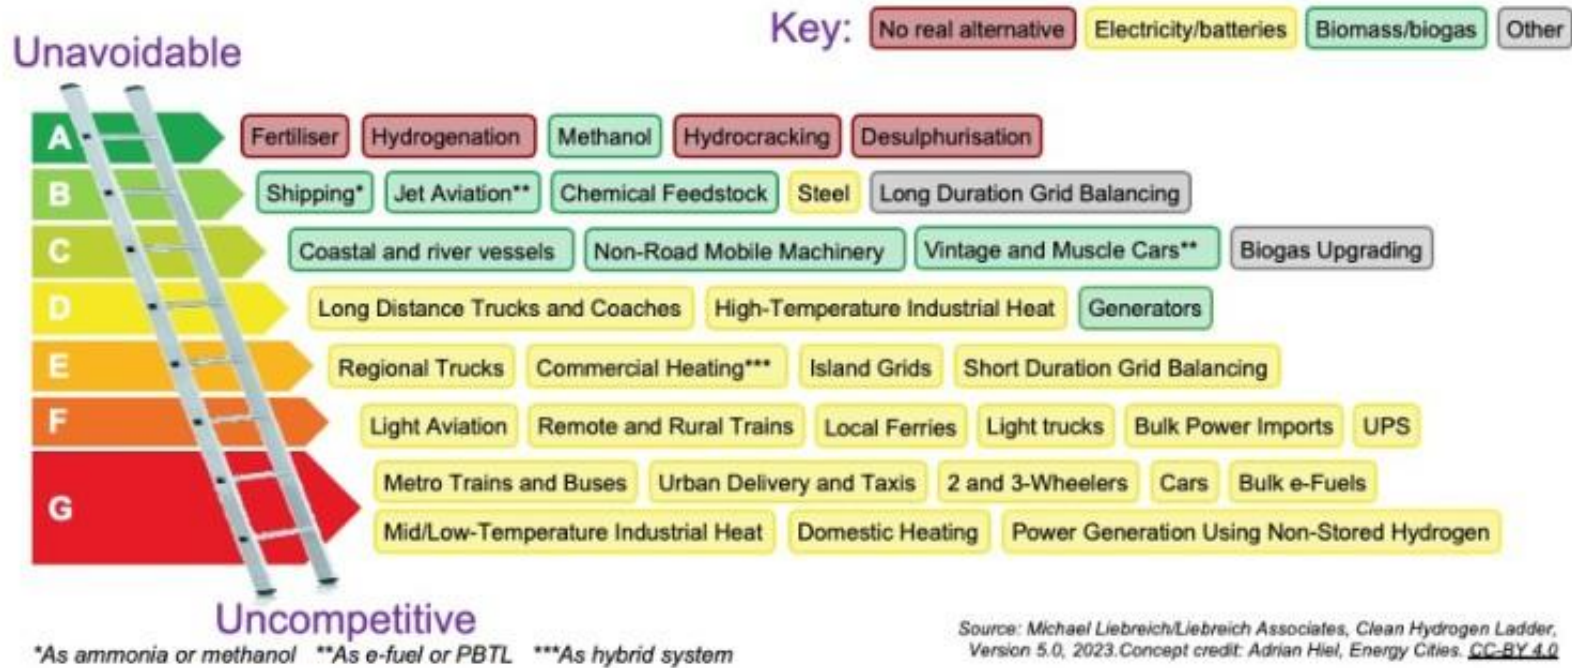 Key: No real alternative Electricity/batteries Biomass/biogas Other
Unavoidable
A Fertiliser Hydrogenation Methanol Hydrocracking Desulphurisation
B Shipping* Jet Aviation** Chemical Feedstock Steel Long Duration Grid Balancing
C Coastal and river vessels Non-Road Mobile Machinery Vintage and Muscle Cars** Biogas Upgrading
D Long Distance Trucks and Coaches High-Temperature Industrial Heat Generators
E Regional Trucks Commercial Heating*** Island Grids Short Duration Grid Balancing
F Light Aviation Remote and Rural Trains Local Ferries Light trucks Bulk Power Imports UPS
G Metro Trains and Buses Urban Delivery and Taxis 2 and 3-Wheelers Cars Bulk e-Fuels
Mid/Low-Temperature Industrial Heat Domestic Heating Power Generation Using Non-Stored Hydrogen
Uncompetitive
*As ammonia or methanol **As e-fuel or PBTL ***As hybrid system
Source: Michael Liebreich/Liebreich Associates, Clean Hydrogen Ladder,
Version 5.0, 2023.Concept credit: Adrian Hiel, Energy Cities. CC-BY 4.0